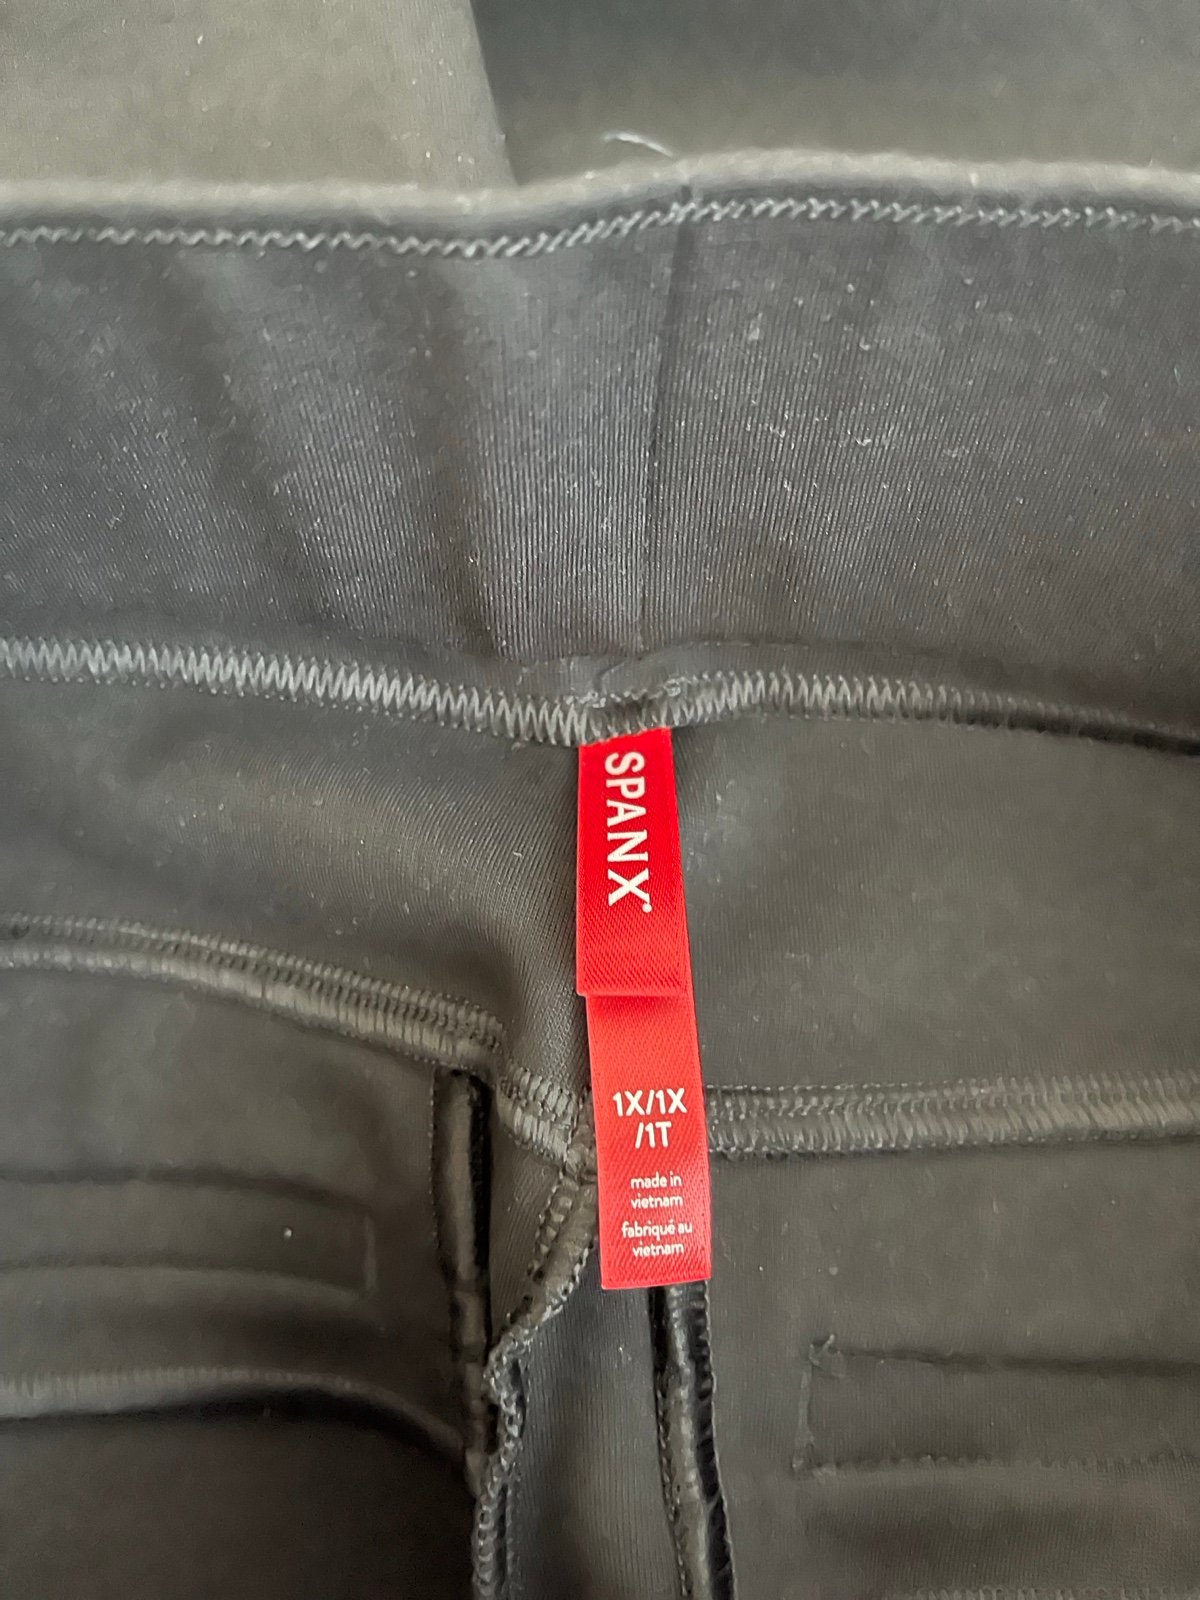 SPANX
1X/1X
/1T
made in
vietnam
fabriqué au
vietnam